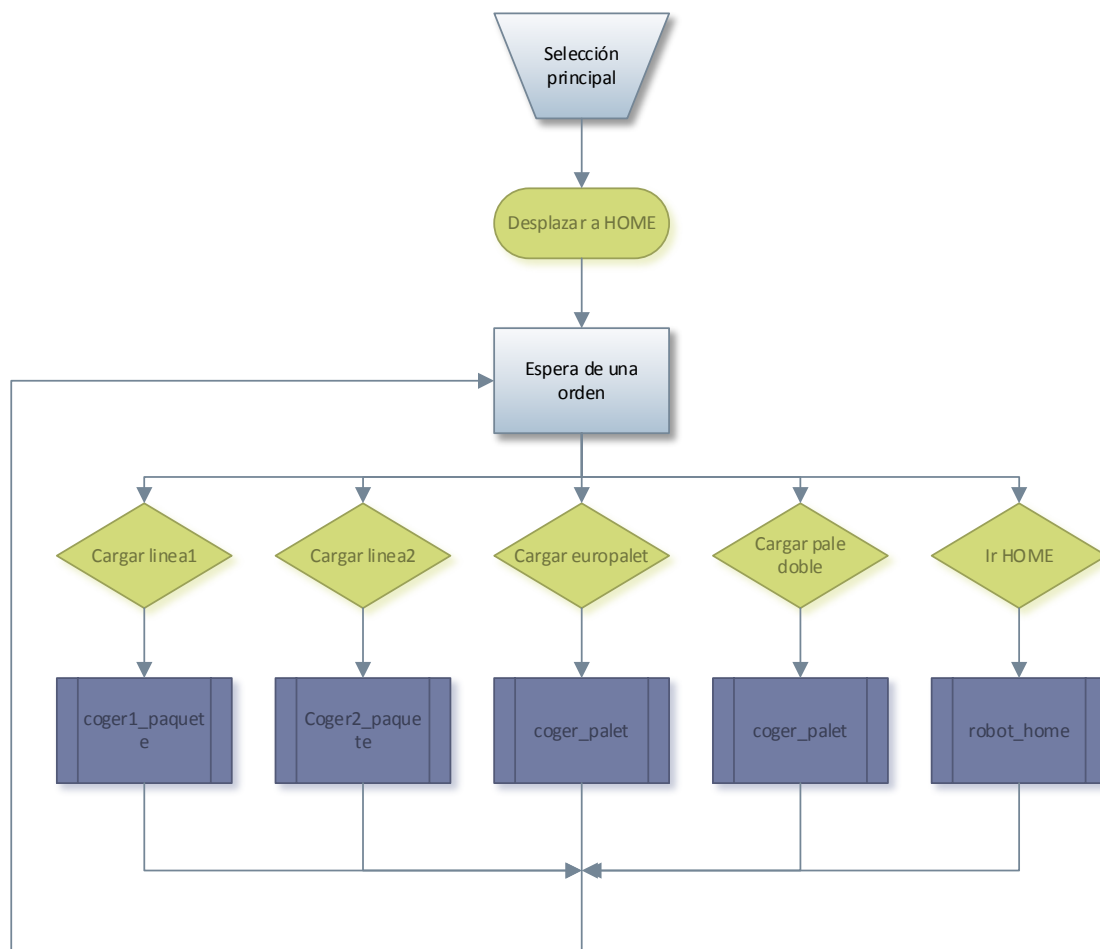 Selección
principal
Desplazar a HOME
Espera de una
orden
Cargar linea1
Cargar linea2
Cargar europalet
Cargar pale
doble
Ir HOME
coger1_paquet
e
Coger2_paque
te
coger_palet
coger_palet
robot_home